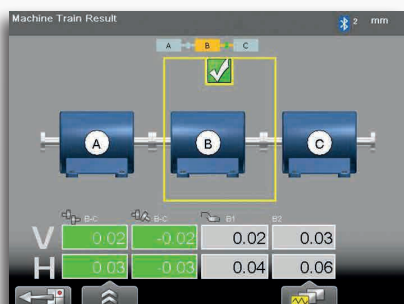 Machine Train Result 2 mm
A B C
A B C
B-C B-C B1 B2
V 0.02 -0.02 0.02 0.03
H 0.03 -0.03 0.04 0.06